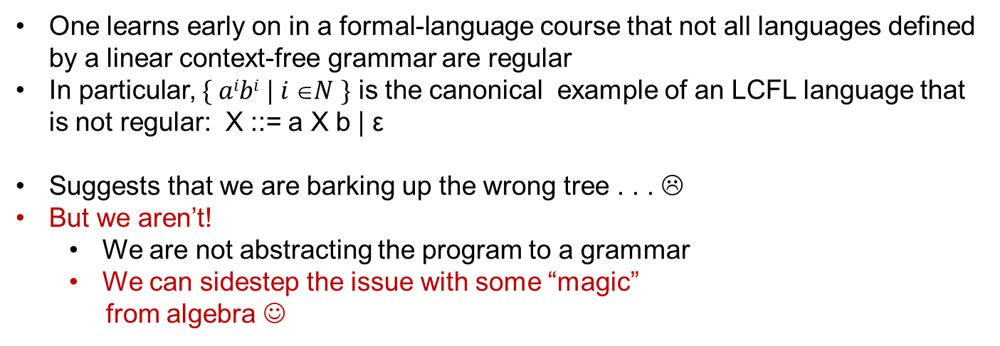 • One learns early on in a formal-language course that not all languages defined
by a linear context-free grammar are regular
• In particular, { aⁱbⁱ | i ∈N } is the canonical example of an LCFL language that
is not regular: X ::= a X b | ε
• Suggests that we are barking up the wrong tree . . . ☹
• But we aren’t!
• We are not abstracting the program to a grammar
• We can sidestep the issue with some “magic”
from algebra ☺